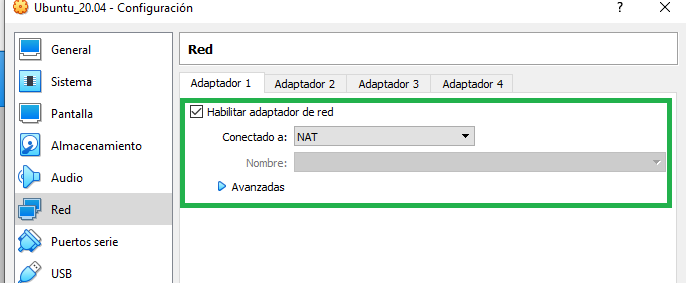 Ubuntu_20.04 - Configuración
?
General
Sistema
Pantalla
Almacenamiento
Audio
Red
Puertos serie
USB
Red
Adaptador 1 Adaptador 2 Adaptador 3 Adaptador 4
Habilitar adaptador de red
Conectado a: NAT
Nombre:
Avanzadas